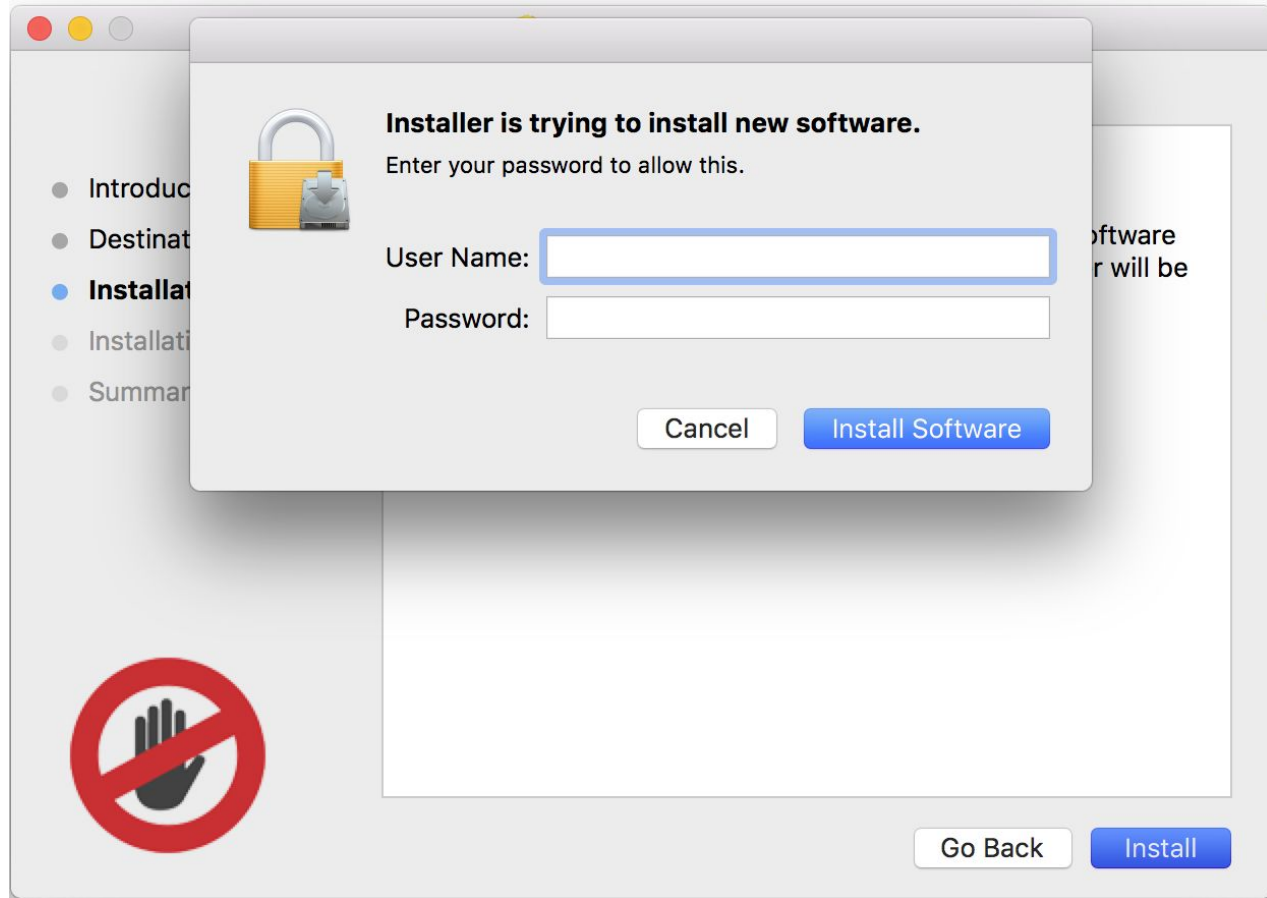 Installer is trying to install new software.
Enter your password to allow this.
User Name:
Password:
Cancel
Install Software
Introduc
Destinat
Installat
Installati
Summar
oftware
r will be
Go Back
Install